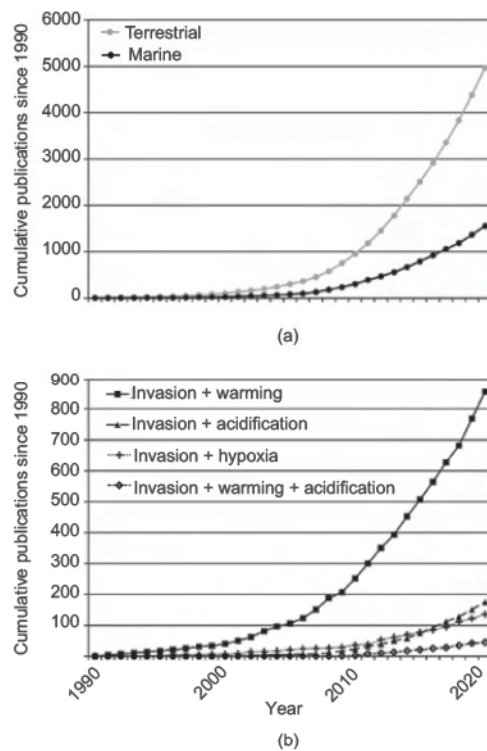 6000
5000
4000
3000
2000
1000
0
Cumulative publications since 1990
Terrestrial
Marine
(a)
900
800
700
600
500
400
300
200
100
Cumulative publications since 1990
Invasion + warming
Invasion + acidification
Invasion + hypoxia
Invasion + warming + acidification
1990
2000
2010
2020
Year
(b)